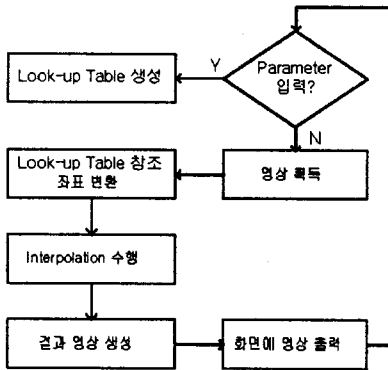 Parameter
입력?
Y
Look-up Table 생성
N
Look-up Table 참조
좌표 변환
영상 획득
Interpolation 수행
결과 영상 생성
화면에 영상 출력